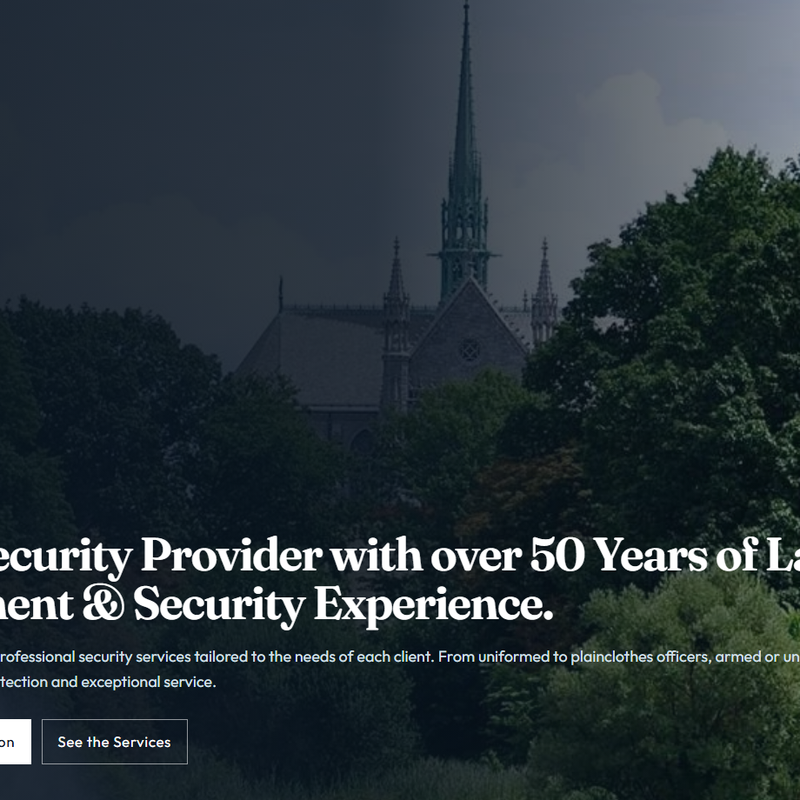 ecurity Provider with over 50 Years of La
ent & Security Experience.
rofessional security services tailored to the needs of each client. From uniformed to plainclothes officers, armed or un
tection and exceptional service.
on
See the Services